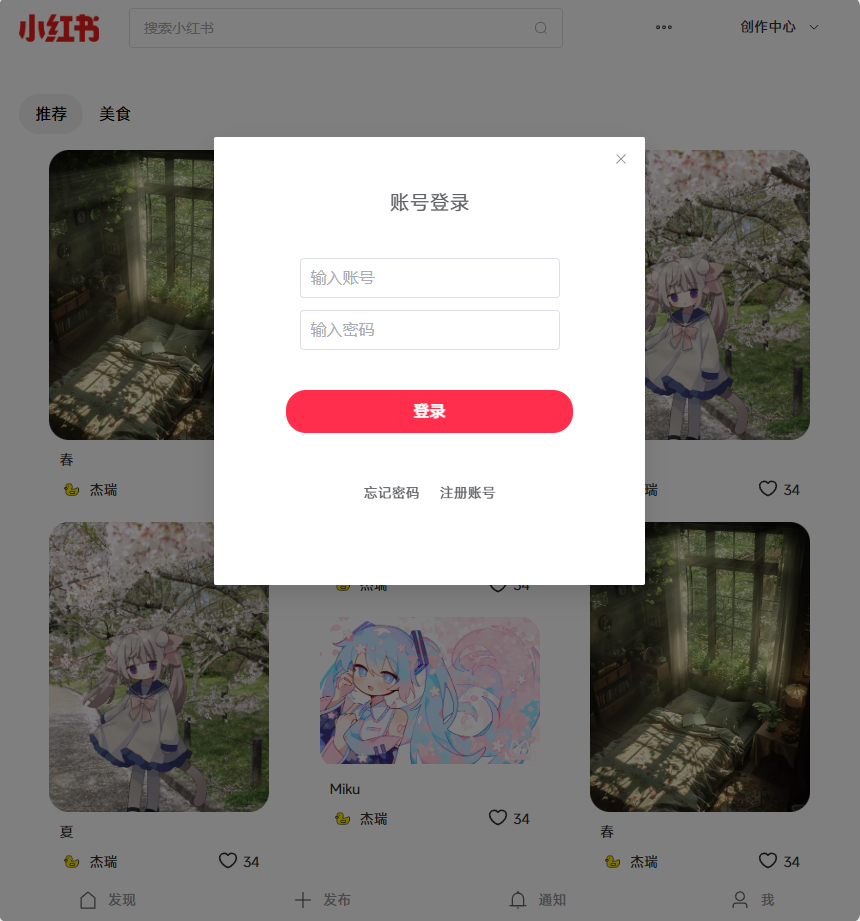 小红书
搜索小红书
创作中心
推荐 美食
账号登录
输入账号
输入密码
登录
忘记密码 注册账号
春
杰瑞
瑞 34
杰瑞 34
Miku
杰瑞 34
夏
杰瑞 34
春
杰瑞 34
发现 发布 通知 我